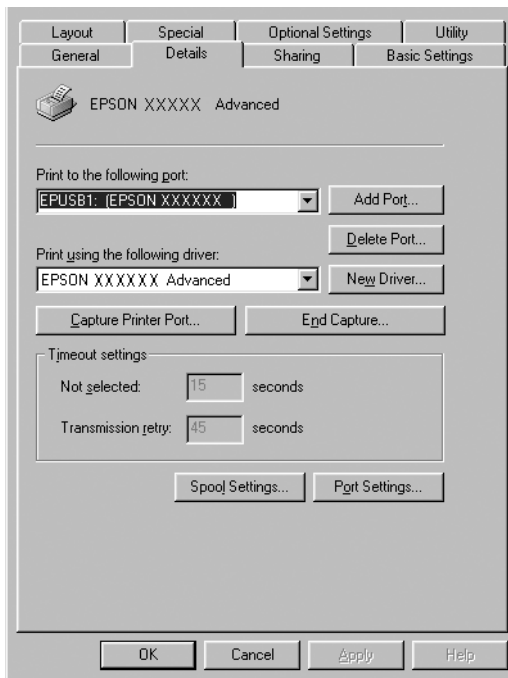 Layout Special Optional Settings Utility
General Details Sharing Basic Settings
EPSON XXXXX Advanced
Print to the following port:
EPUSB1: (EPSON XXXXXX )
Add Port...
Delete Port...
Print using the following driver:
EPSON XXXXXX Advanced
New Driver...
Capture Printer Port... End Capture...
Timeout settings
Not selected: 15 seconds
Transmission retry: 45 seconds
Spool Settings... Port Settings...
OK Cancel Apply Help